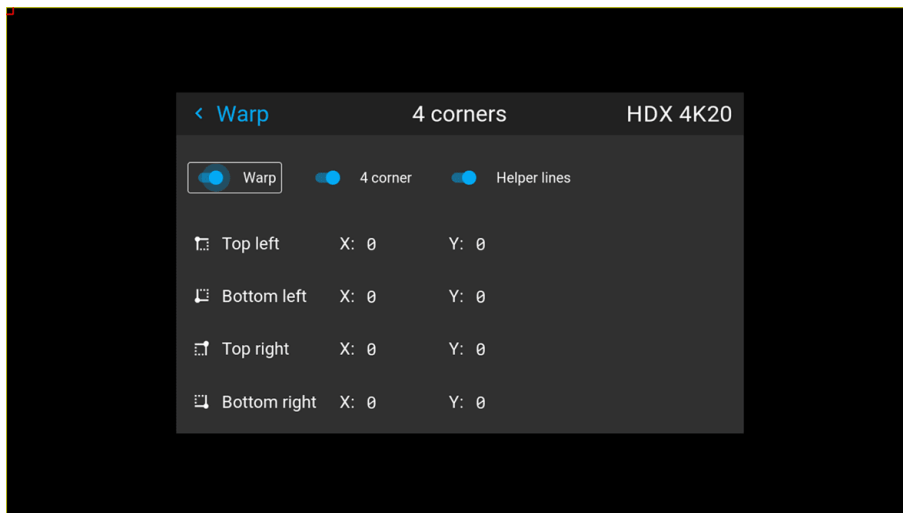 Warp 4 corners HDX 4K20
Warp 4 corner Helper lines
Top left X: 0 Y: 0
Bottom left X: 0 Y: 0
Top right X: 0 Y: 0
Bottom right X: 0 Y: 0